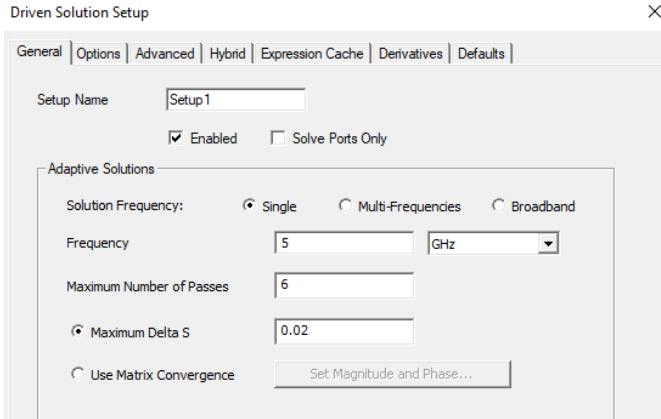 Driven Solution Setup
General Options Advanced Hybrid Expression Cache Derivatives Defaults
Setup Name Setup1
Enabled Solve Ports Only
Adaptive Solutions
Solution Frequency: Single Multi-Frequencies Broadband
Frequency 5 GHz
Maximum Number of Passes 6
Maximum Delta S 0.02
Use Matrix Convergence Set Magnitude and Phase...